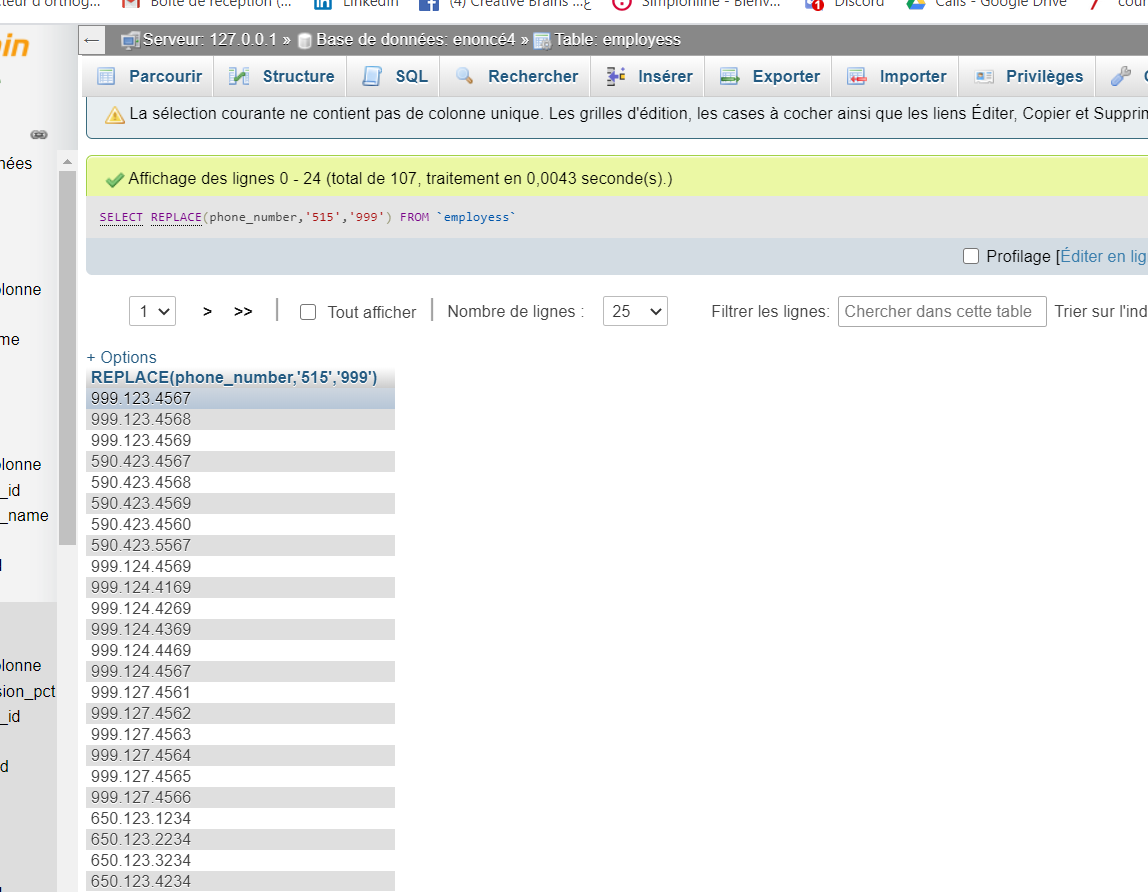 Boîte de réception (...
LinkedIn
(4) Creative Brains ...
Simplonline - Bienv...
1
Discord
Calls - Google Drive
in
← Serveur: 127.0.0.1 » Base de données: enoncé4 » Table: employess
Parcourir Structure SQL Rechercher Insérer Exporter Importer Privilèges
La sélection courante ne contient pas de colonne unique. Les grilles d'édition, les cases à cocher ainsi que les liens Éditer, Copier et Supprim
nées
Affichage des lignes 0 - 24 (total de 107, traitement en 0,0043 seconde(s).)
SELECT REPLACE(phone_number,'515','999') FROM `employess`
Profilage [Éditer en lig
olonne
1 > >> | Tout afficher | Nombre de lignes : 25 Filtrer les lignes: Chercher dans cette table Trier sur l'ind
me
+ Options
REPLACE(phone_number,'515','999')
999.123.4567
999.123.4568
999.123.4569
590.423.4567
olonne
590.423.4568
_id
590.423.4569
_name
590.423.4560
590.423.5567
999.124.4569
999.124.4169
999.124.4269
999.124.4369
999.124.4469
olonne
999.124.4567
sion_pct
999.127.4561
_id
999.127.4562
999.127.4563
999.127.4564
d
999.127.4565
999.127.4566
650.123.1234
650.123.2234
650.123.3234
650.123.4234